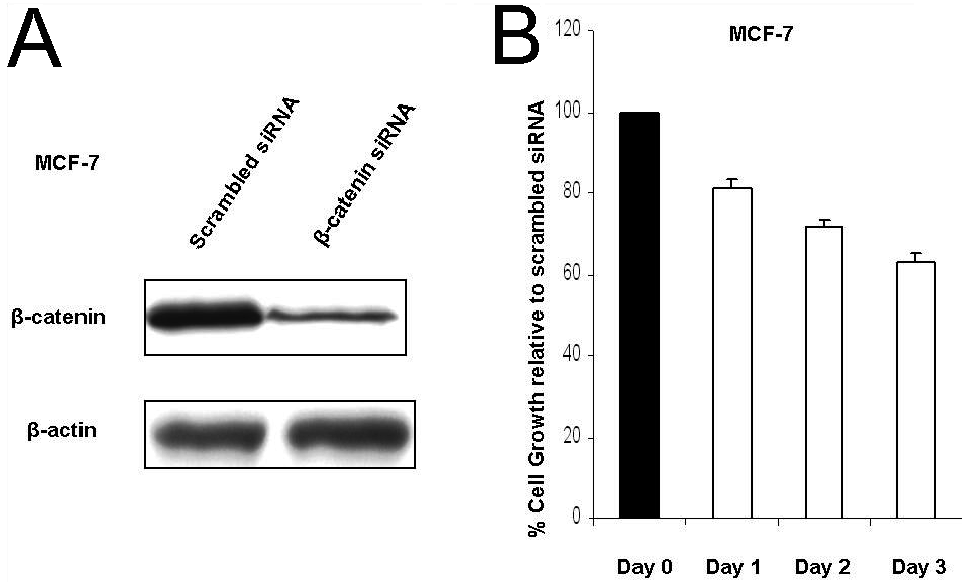 A
MCF-7
Scrambled siRNA
β-catenin siRNA
β-catenin
β-actin
B
MCF-7
% Cell Growth relative to scrambled siRNA
120
100
80
60
40
20
0
Day 0 Day 1 Day 2 Day 3